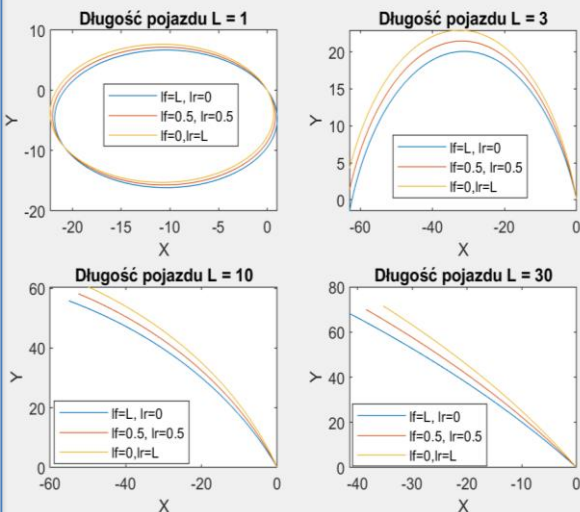 Długość pojazdu L = 1
10
0
-10
-20
Y
lf=L, lr=0
lf=0.5, lr=0.5
lf=0,lr=L
-20 -15 -10 -5 0
X
Długość pojazdu L = 3
20
15
10
5
0
Y
lf=L, lr=0
lf=0.5, lr=0.5
lf=0,lr=L
-60 -40 -20 0
X
Długość pojazdu L = 10
60
40
20
0
Y
lf=L, lr=0
lf=0.5, lr=0.5
lf=0,lr=L
-60 -40 -20 0
X
Długość pojazdu L = 30
80
60
40
20
0
Y
lf=L, lr=0
lf=0.5, lr=0.5
lf=0,lr=L
-40 -30 -20 -10 0
X